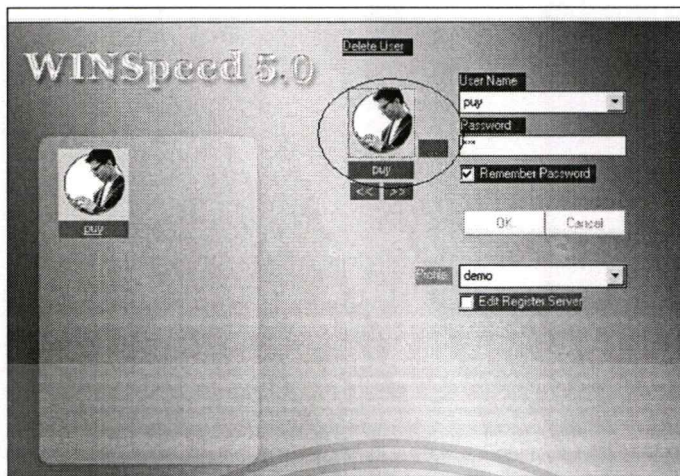 WINSpeed 5.0
Delete User
puy
puy
<< >>
User Name
puy
Password
***
Remember Password
OK Cancel
Profile
demo
Edit Register Server